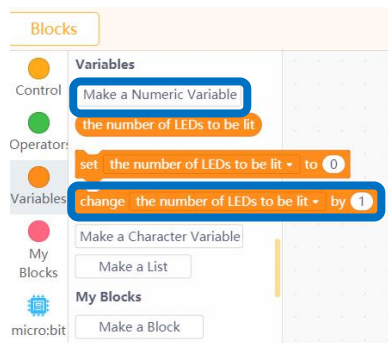 Blocks
Control
Variables
Make a Numeric Variable
the number of LEDs to be lit
Operators
set the number of LEDs to be lit to 0
Variables
change the number of LEDs to be lit by 1
My
Blocks
Make a Character Variable
Make a List
My Blocks
micro:bit
Make a Block